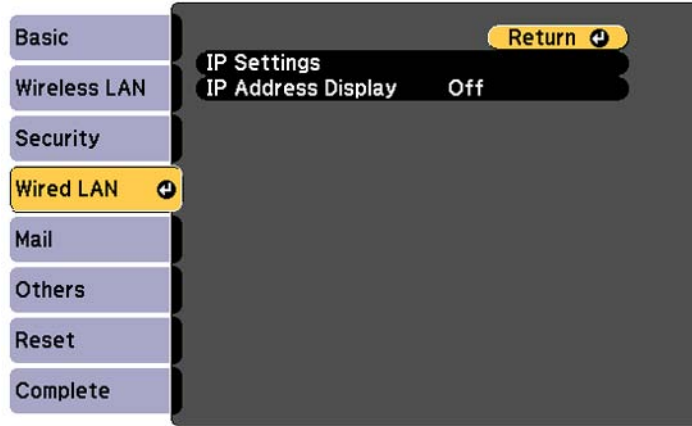 Basic
Wireless LAN
Security
Wired LAN
Mail
Others
Reset
Complete
Return
IP Settings
IP Address Display Off